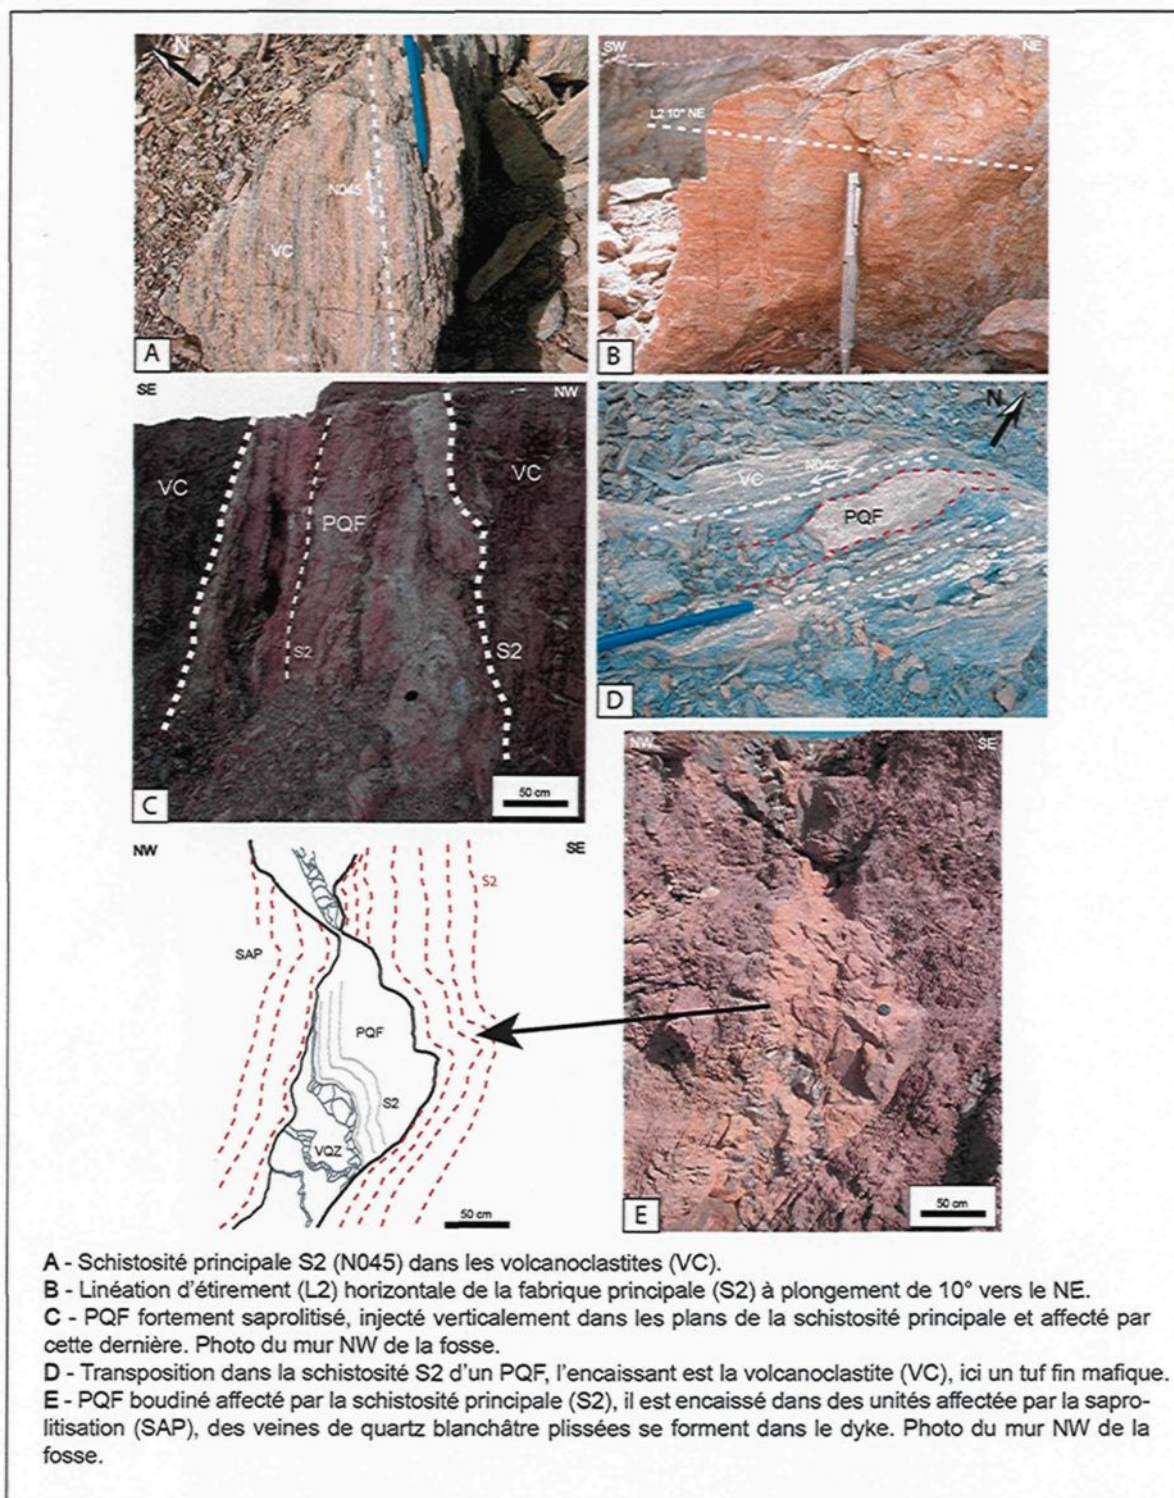 N
N045
VC
A
SW
NE
L2 10° NE
B
SE
NW
VC
PQF
VC
S2
S2
C
50 cm
N
VC
N042
PQF
D
NW
SE
S2
SAP
PQF
S2
VQZ
50 cm
NW
SE
E
50 cm
A - Schistosité principale S2 (N045) dans les volcanoclastites (VC).
B - Linéation d'étirement (L2) horizontale de la fabrique principale (S2) à plongement de 10° vers le NE.
C - PQF fortement saprolitisé, injecté verticalement dans les plans de la schistosité principale et affecté par
cette dernière. Photo du mur NW de la fosse.
D - Transposition dans la schistosité S2 d'un PQF, l'encaissant est la volcanoclastite (VC), ici un tuf fin mafique.
E - PQF boudiné affecté par la schistosité principale (S2), il est encaissé dans des unités affectée par la sapro-
litisation (SAP), des veines de quartz blanchâtre plissées se forment dans le dyke. Photo du mur NW de la
fosse.